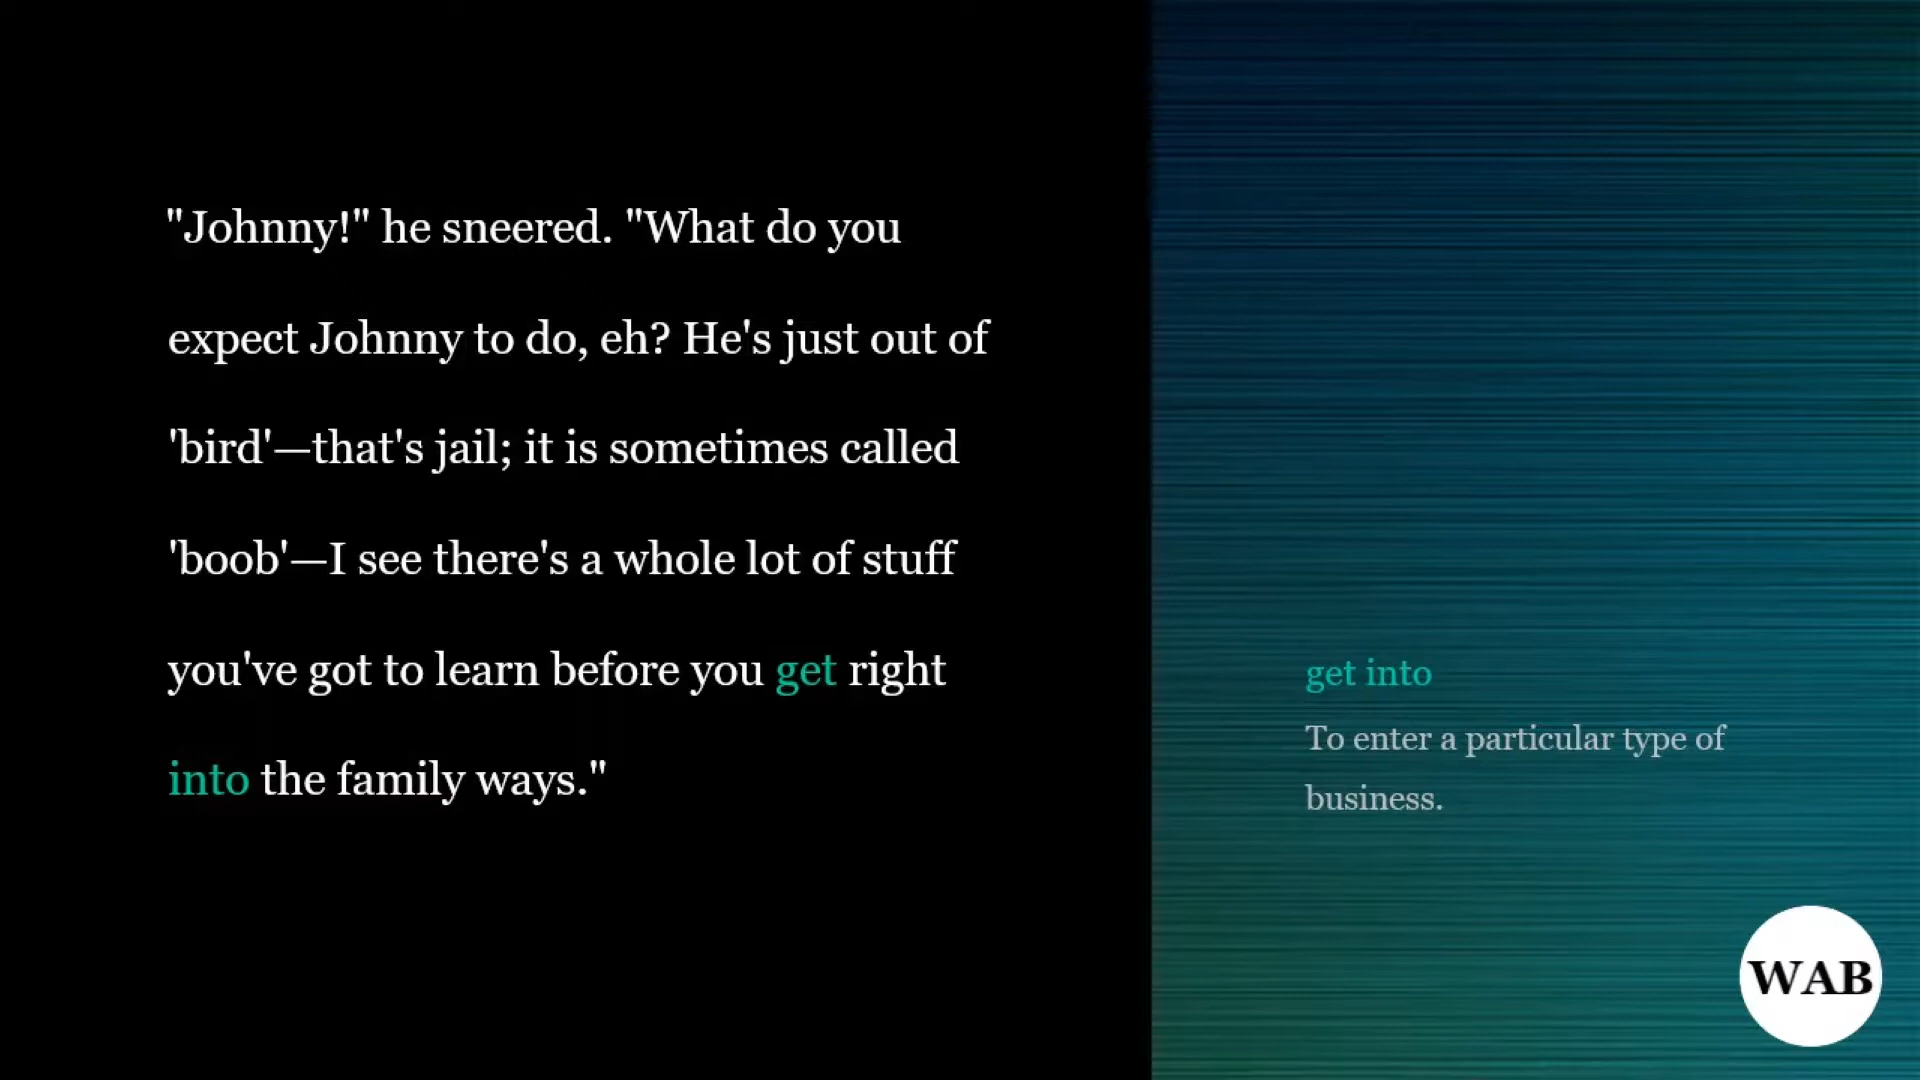 "Johnny!" he sneered. "What do you
expect Johnny to do, eh? He's just out of
'bird'—that's jail; it is sometimes called
'boob'—I see there's a whole lot of stuff
you've got to learn before you get right
into the family ways."
get into
To enter a particular type of
business.
WAB